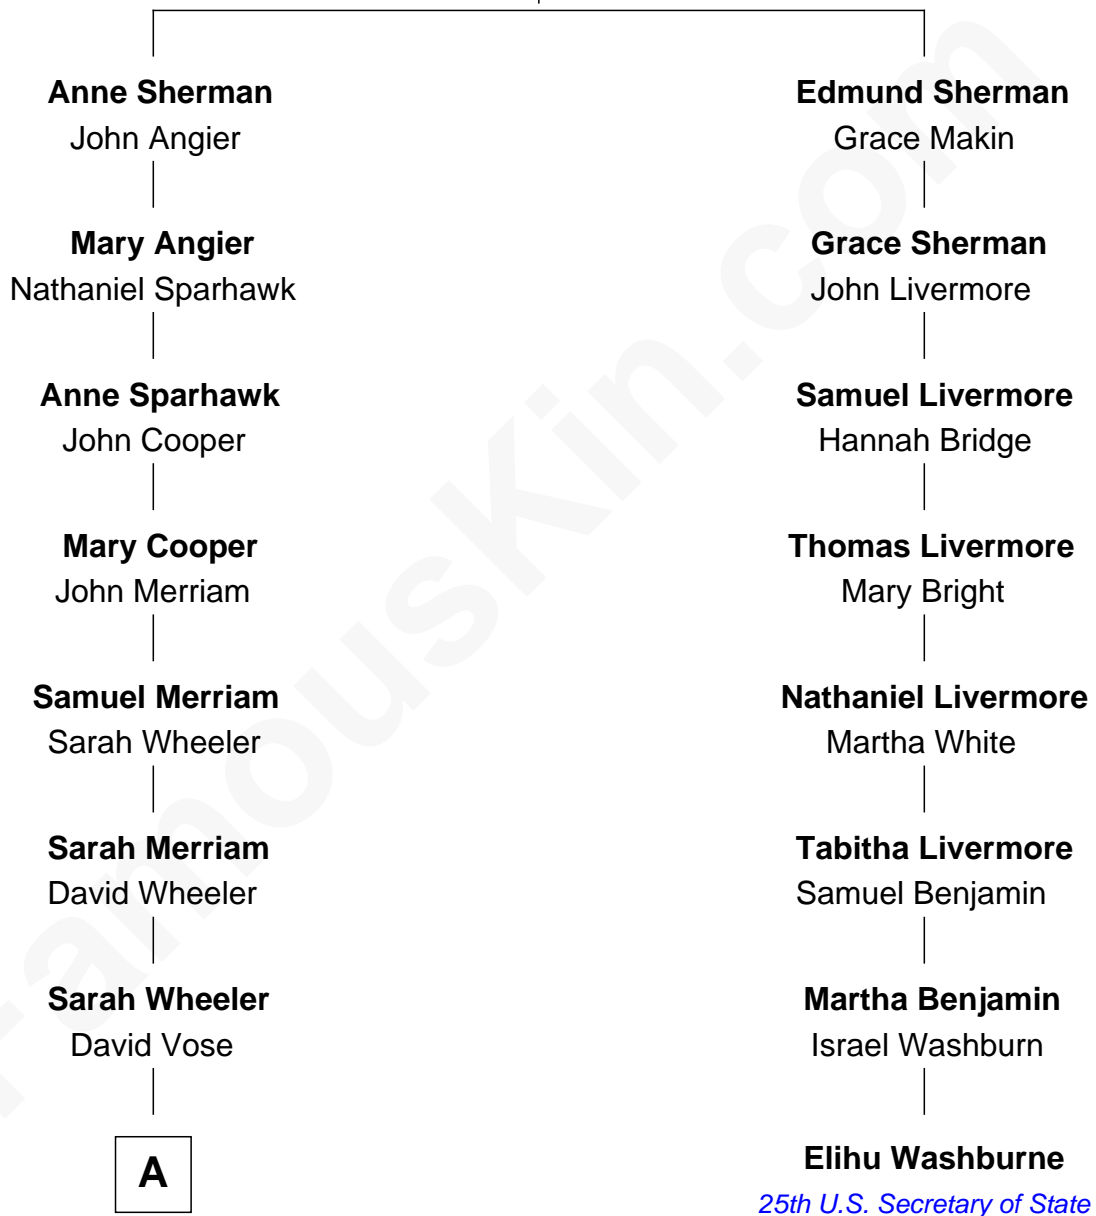 Anne Sherman
John Angier
Mary Angier
Nathaniel Sparhawk
Anne Sparhawk
John Cooper
Mary Cooper
John Merriam
Samuel Merriam
Sarah Wheeler
Sarah Merriam
David Wheeler
Sarah Wheeler
David Vose
A
Edmund Sherman
Grace Makin
Grace Sherman
John Livermore
Samuel Livermore
Hannah Bridge
Thomas Livermore
Mary Bright
Nathaniel Livermore
Martha White
Tabitha Livermore
Samuel Benjamin
Martha Benjamin
Israel Washburn
Elihu Washburne
25th U.S. Secretary of State
FamousKin.com